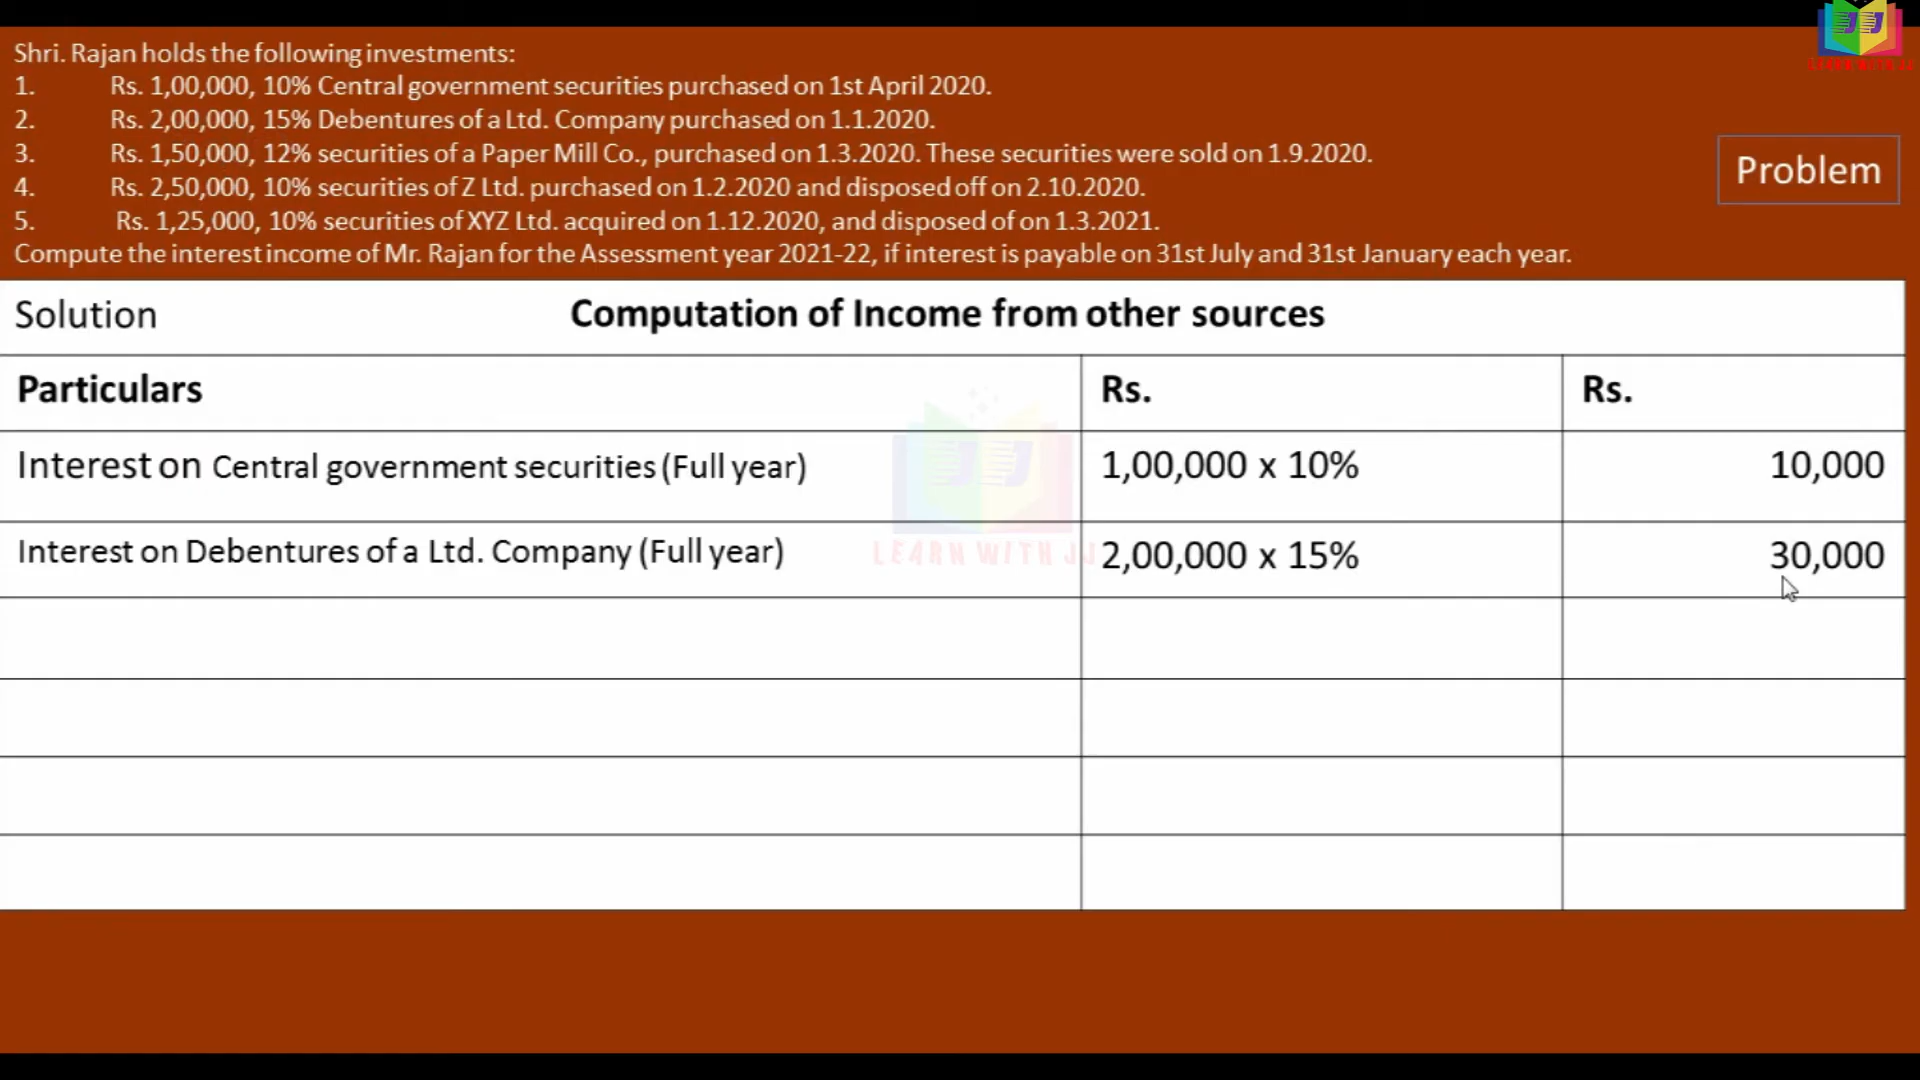 Shri. Rajan holds the following investments:
1. Rs. 1,00,000, 10% Central government securities purchased on 1st April 2020.
2. Rs. 2,00,000, 15% Debentures of a Ltd. Company purchased on 1.1.2020.
3. Rs. 1,50,000, 12% securities of a Paper Mill Co., purchased on 1.3.2020. These securities were sold on 1.9.2020.
4. Rs. 2,50,000, 10% securities of Z Ltd. purchased on 1.2.2020 and disposed off on 2.10.2020.
5. Rs. 1,25,000, 10% securities of XYZ Ltd. acquired on 1.12.2020, and disposed of on 1.3.2021.
Compute the interest income of Mr. Rajan for the Assessment year 2021-22, if interest is payable on 31st July and 31st January each year.
Problem
JJ
LEARN WITH JJ
Solution Computation of Income from other sources
Particulars Rs. Rs.
Interest on Central government securities (Full year) 1,00,000 x 10% 10,000
Interest on Debentures of a Ltd. Company (Full year) 2,00,000 x 15% 30,000
JJ
LEARN WITH JJ